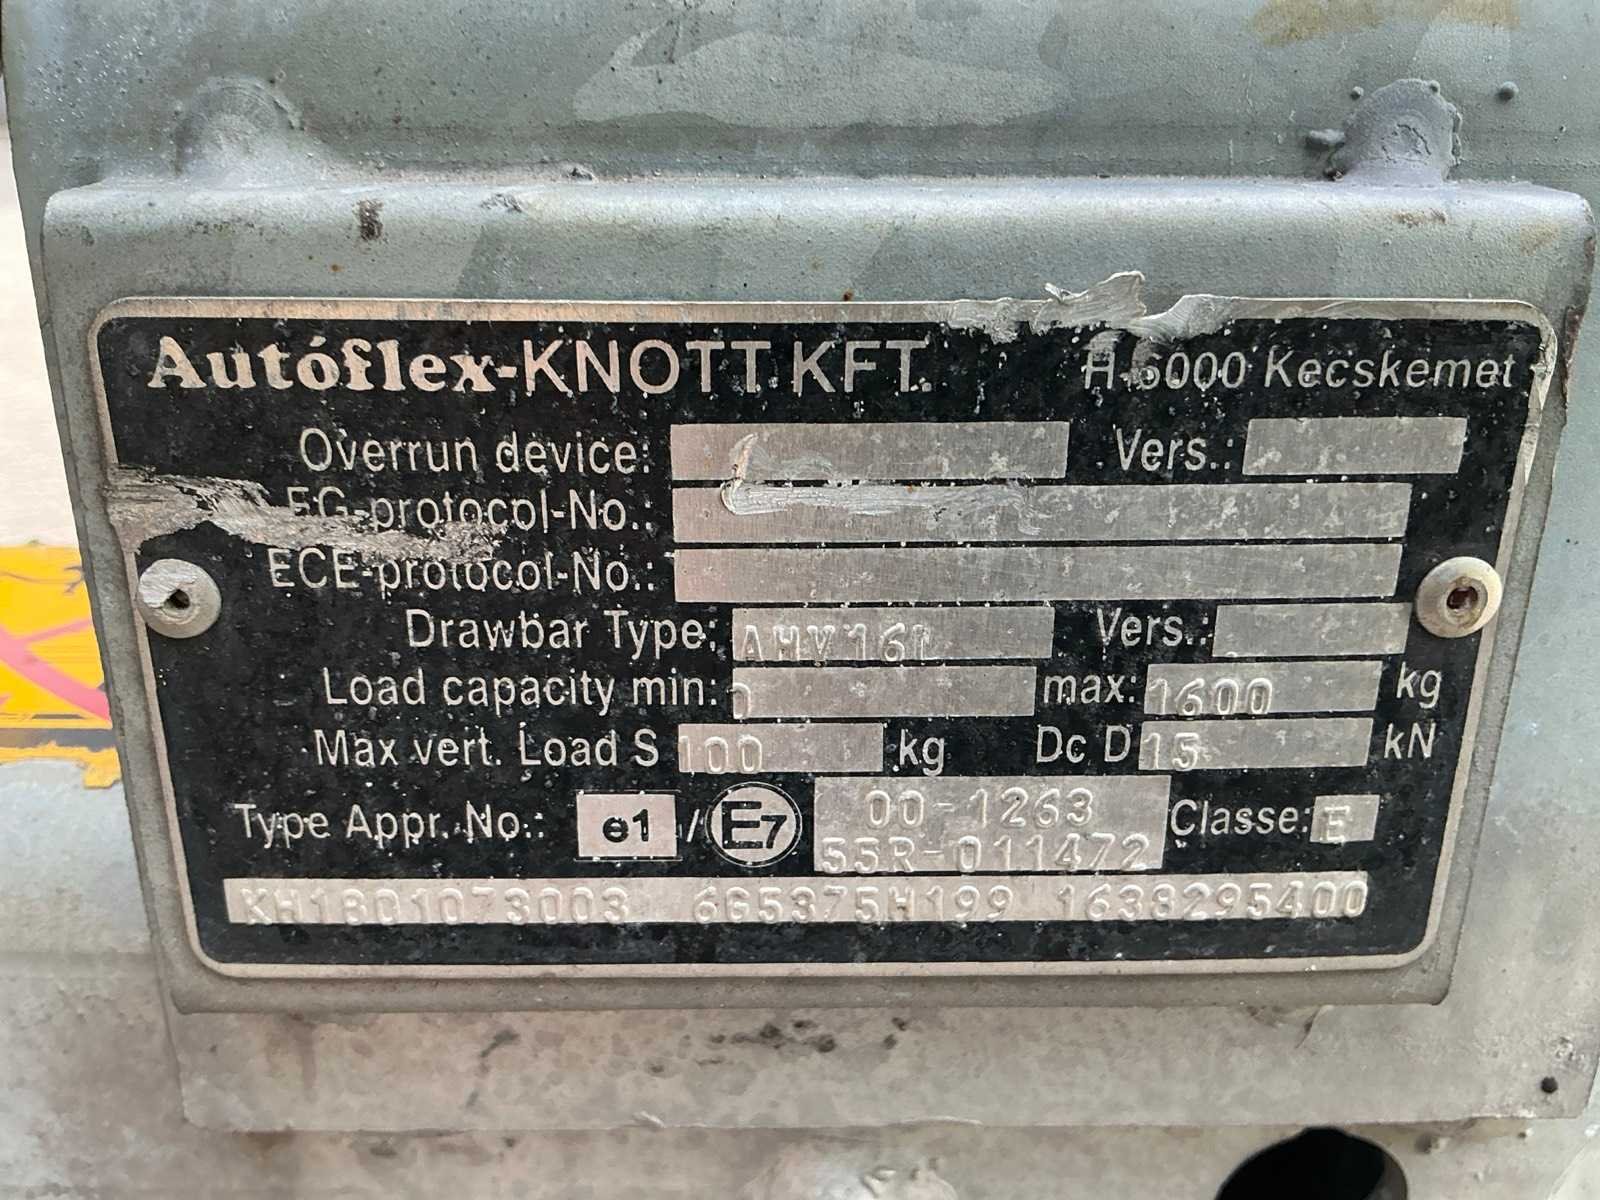 Autóflex-KNOTT KFT. H-6000 Kecskemet
Overrun device: Vers.:
EG-protocol-No.:
ECE-protocol-No.:
Drawbar Type: AHV16L Vers.:
Load capacity min: 0 max: 1600 kg
Max vert. Load S 100 kg Dc D 15 kN
Type Appr. No.: e1 / E7 00-1263 Classe: E
55R-011472
KH1801073003 6G5375H199 1638295400